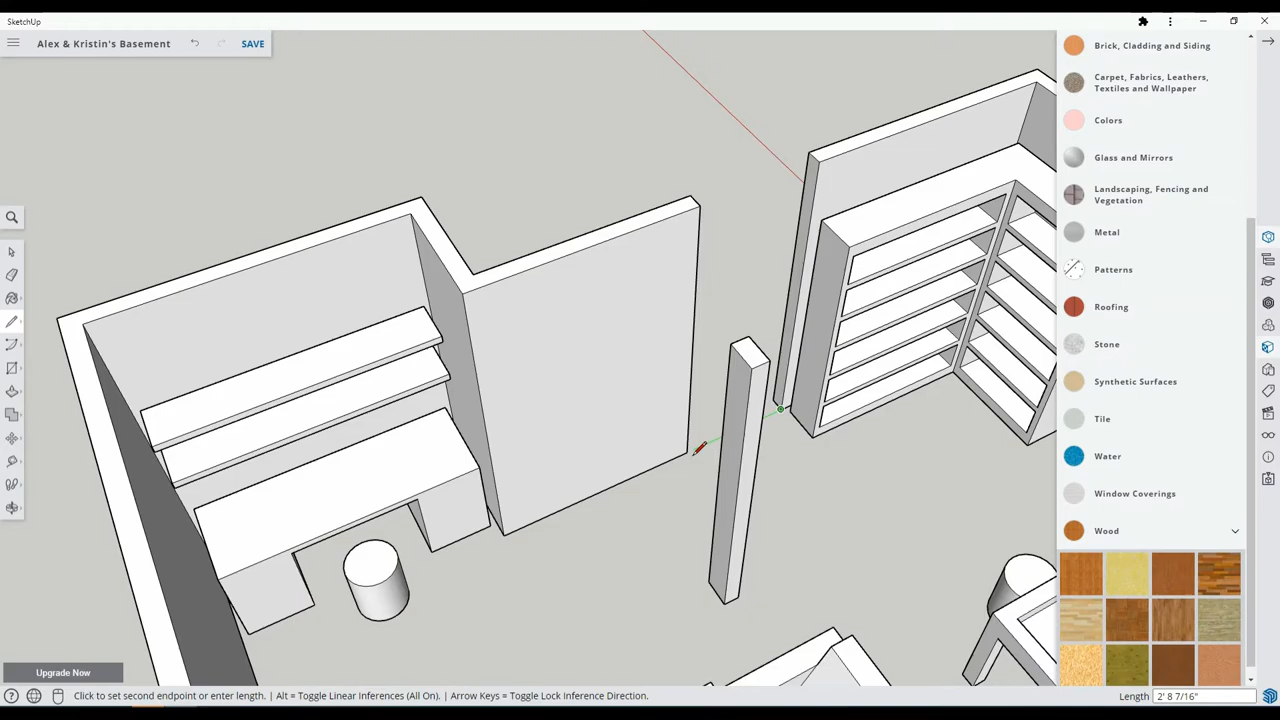 SketchUp
Alex & Kristin's Basement
SAVE
Brick, Cladding and Siding
Carpet, Fabrics, Leathers,
Textiles and Wallpaper
Colors
Glass and Mirrors
Landscaping, Fencing and
Vegetation
Metal
Patterns
Roofing
Stone
Synthetic Surfaces
Tile
Water
Window Coverings
Wood
Upgrade Now
Click to set second endpoint or enter length. | Alt = Toggle Linear Inferences (All On). | Arrow Keys = Toggle Lock Inference Direction.
Length 2' 8 7/16"